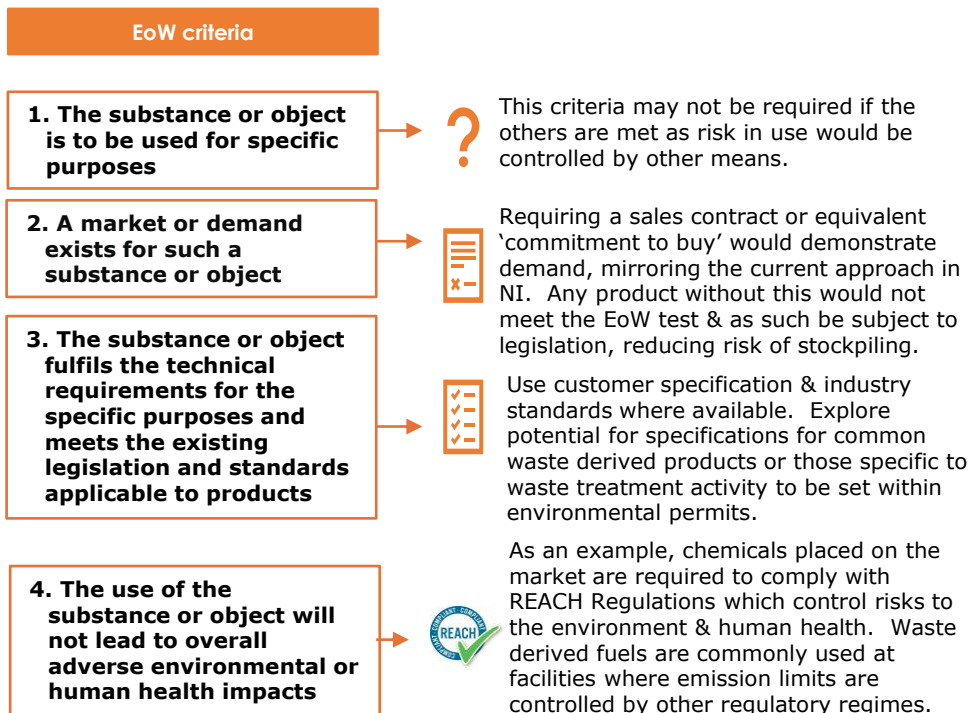 EoW criteria
1. The substance or object
is to be used for specific
purposes
?
This criteria may not be required if the
others are met as risk in use would be
controlled by other means.
2. A market or demand
exists for such a
substance or object
Requiring a sales contract or equivalent
‘commitment to buy’ would demonstrate
demand, mirroring the current approach in
NI. Any product without this would not
meet the EoW test & as such be subject to
legislation, reducing risk of stockpiling.
3. The substance or object
fulfils the technical
requirements for the
specific purposes and
meets the existing
legislation and standards
applicable to products
Use customer specification & industry
standards where available. Explore
potential for specifications for common
waste derived products or those specific to
waste treatment activity to be set within
environmental permits.
4. The use of the
substance or object will
not lead to overall
adverse environmental or
human health impacts
REACH
As an example, chemicals placed on the
market are required to comply with
REACH Regulations which control risks to
the environment & human health. Waste
derived fuels are commonly used at
facilities where emission limits are
controlled by other regulatory regimes.